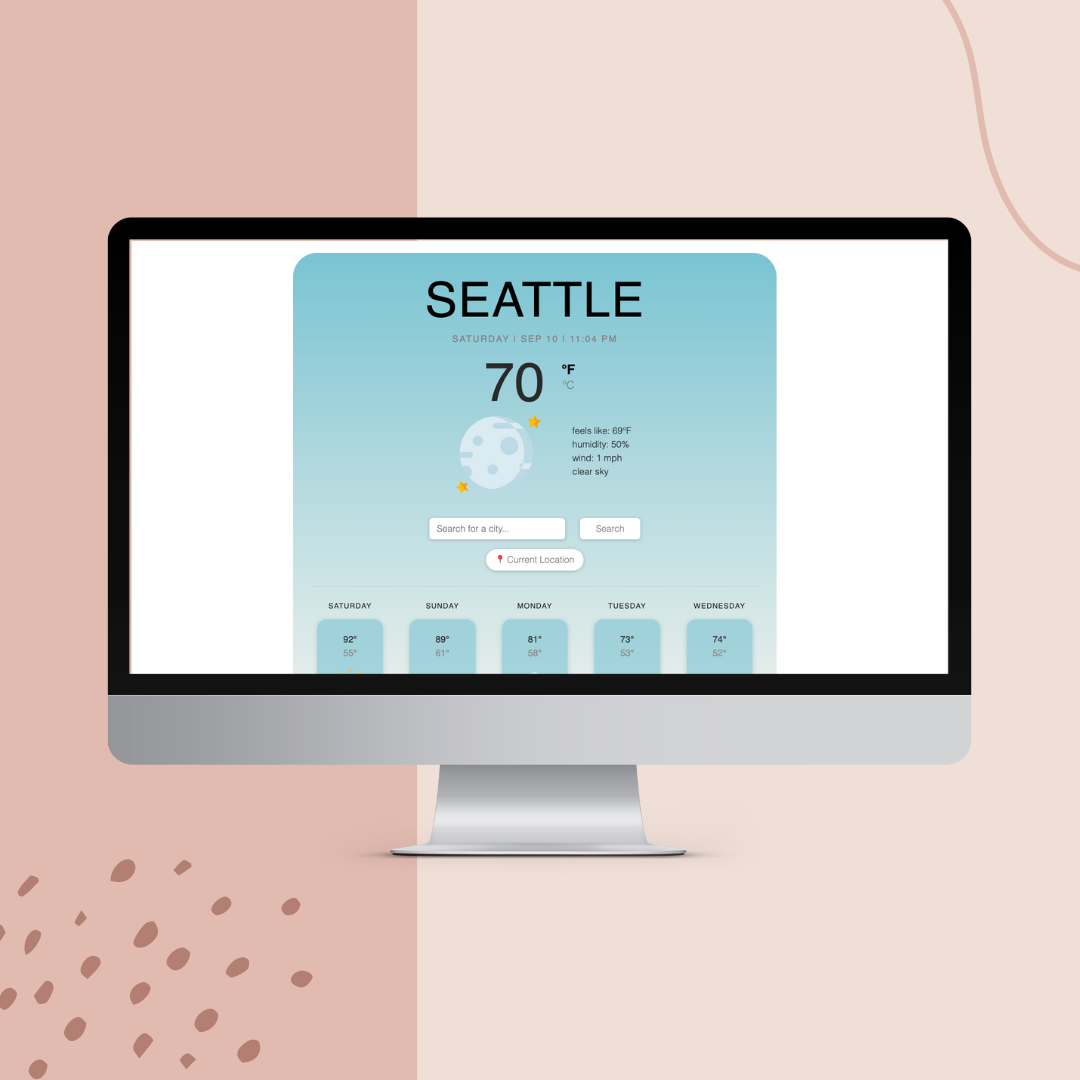 SEATTLE
SATURDAY | SEP 10 | 11:04 PM
70 °F
°C
feels like: 69°F
humidity: 50%
wind: 1 mph
clear sky
Search for a city... Search
Current Location
SATURDAY SUNDAY MONDAY TUESDAY WEDNESDAY
92° 89° 81° 73° 74°
55° 61° 58° 53° 52°